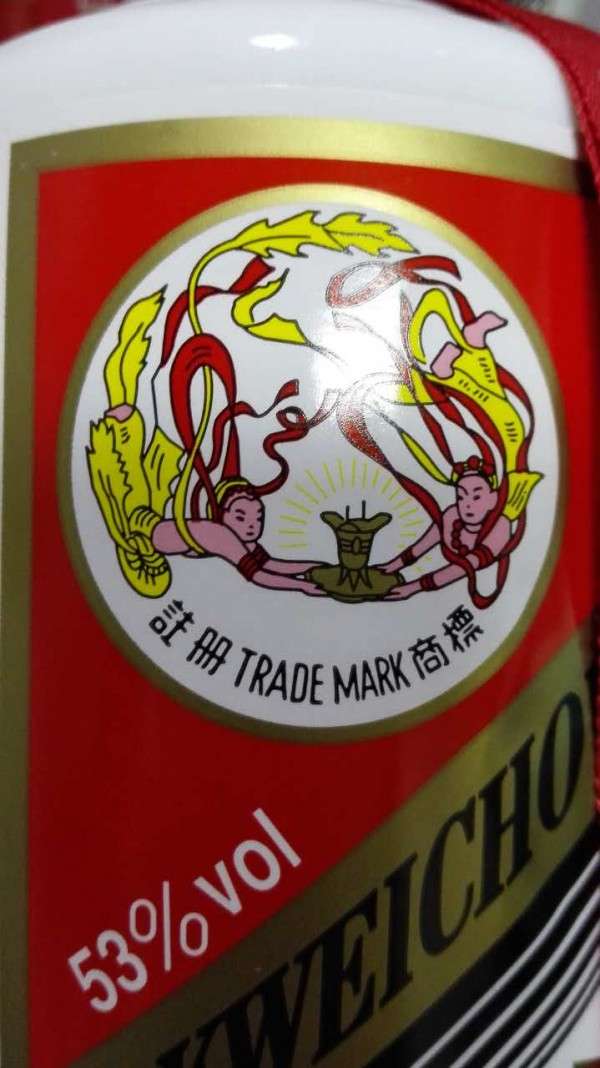 註册 TRADE MARK 商標
53% vol
KWEICHO